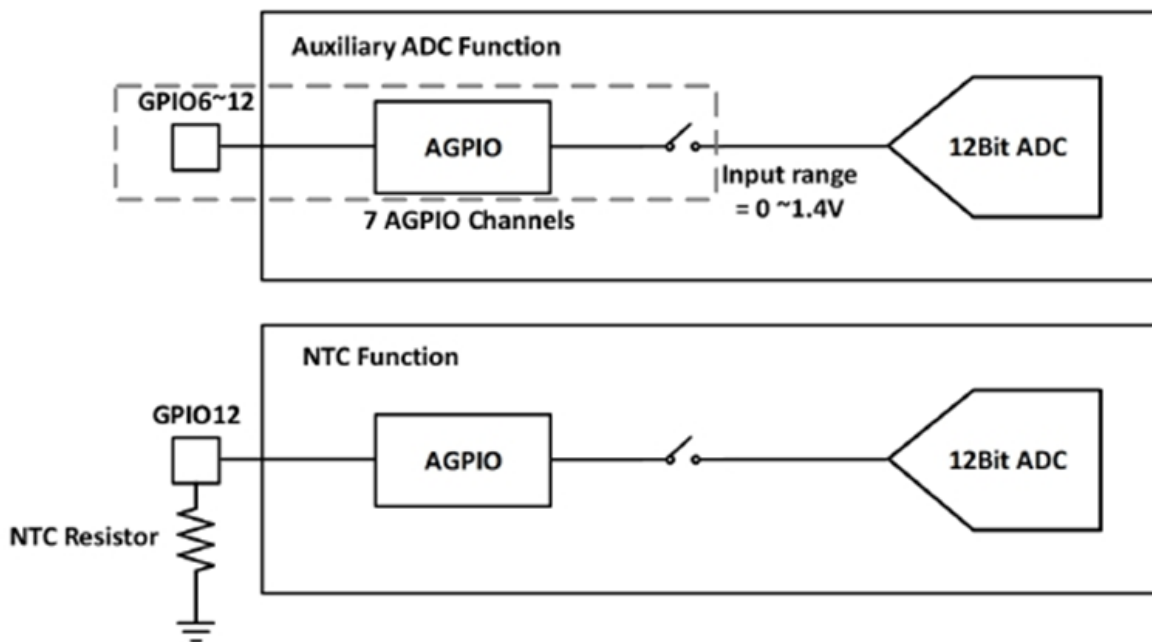 Auxiliary ADC Function
GPIO6~12
AGPIO
12Bit ADC
Input range
= 0 ~1.4V
7 AGPIO Channels
NTC Function
GPIO12
AGPIO
12Bit ADC
NTC Resistor